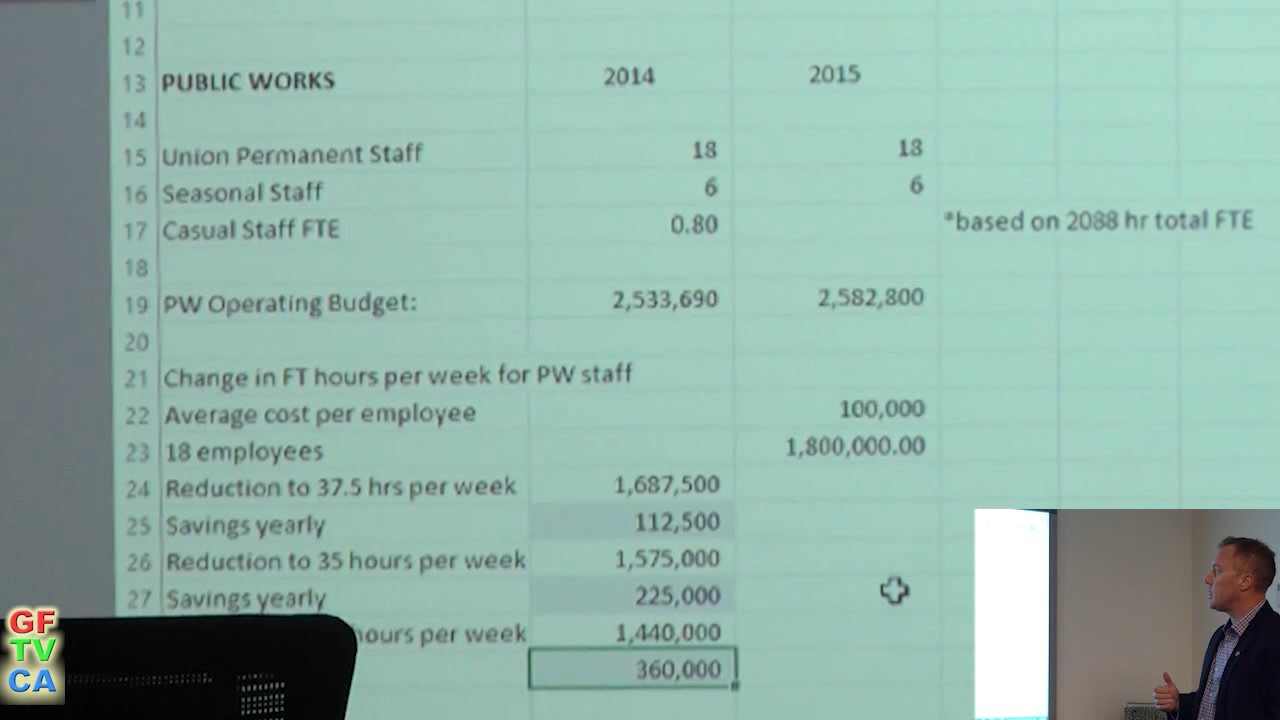 11
12
13 PUBLIC WORKS 2014 2015
14
15 Union Permanent Staff 18 18
16 Seasonal Staff 6 6
17 Casual Staff FTE 0.80 *based on 2088 hr total FTE
18
19 PW Operating Budget: 2,533,690 2,582,800
20
21 Change in FT hours per week for PW staff
22 Average cost per employee 100,000
23 18 employees 1,800,000.00
24 Reduction to 37.5 hrs per week 1,687,500
25 Savings yearly 112,500
26 Reduction to 35 hours per week 1,575,000
27 Savings yearly 225,000
hours per week 1,440,000
360,000
GF
TV
CA